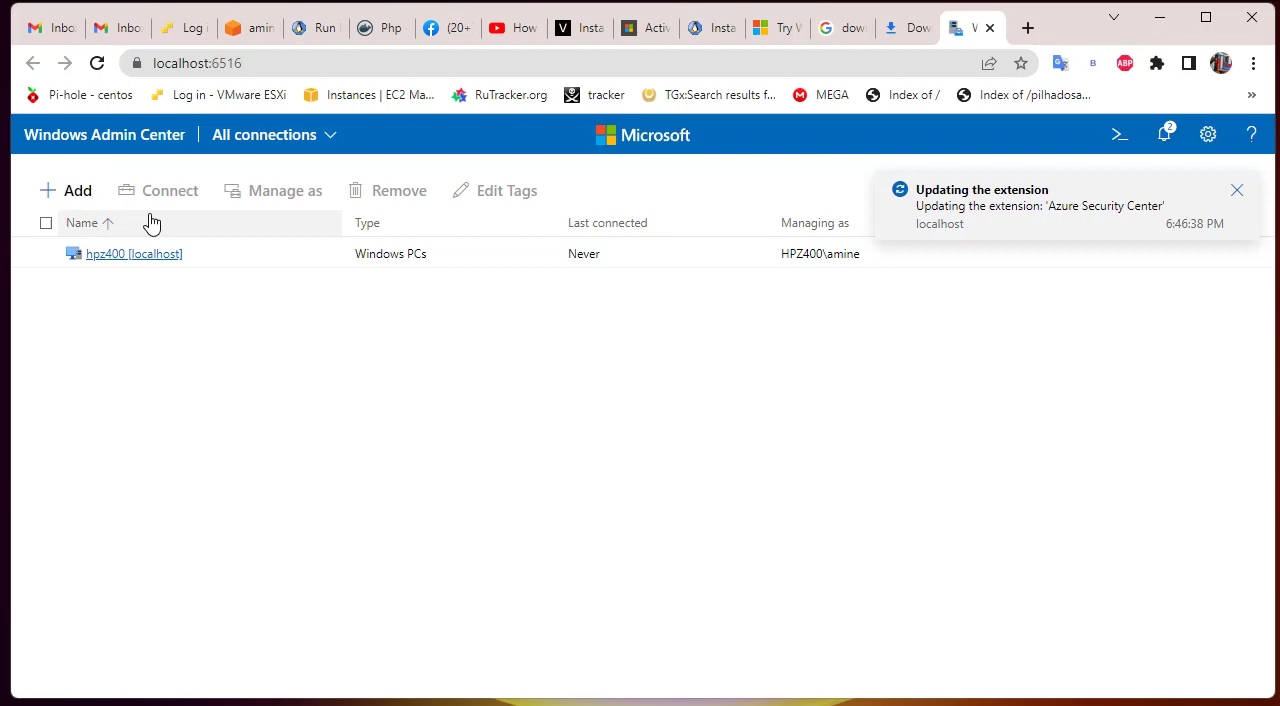 Inbo Inbo Log amin Run Php (20+ How Insta Activ Insta Try V dow Dow V
localhost:6516
Pi-hole - centos Log in - VMware ESXi Instances | EC2 Ma... RuTracker.org tracker TGx:Search results f... MEGA Index of / Index of /pilhadosa... »
Windows Admin Center All connections Microsoft
Add Connect Manage as Remove Edit Tags
Updating the extension
Updating the extension: 'Azure Security Center'
localhost 6:46:38 PM
Name Type Last connected Managing as
hpz400 [localhost] Windows PCs Never HPZ400\amine